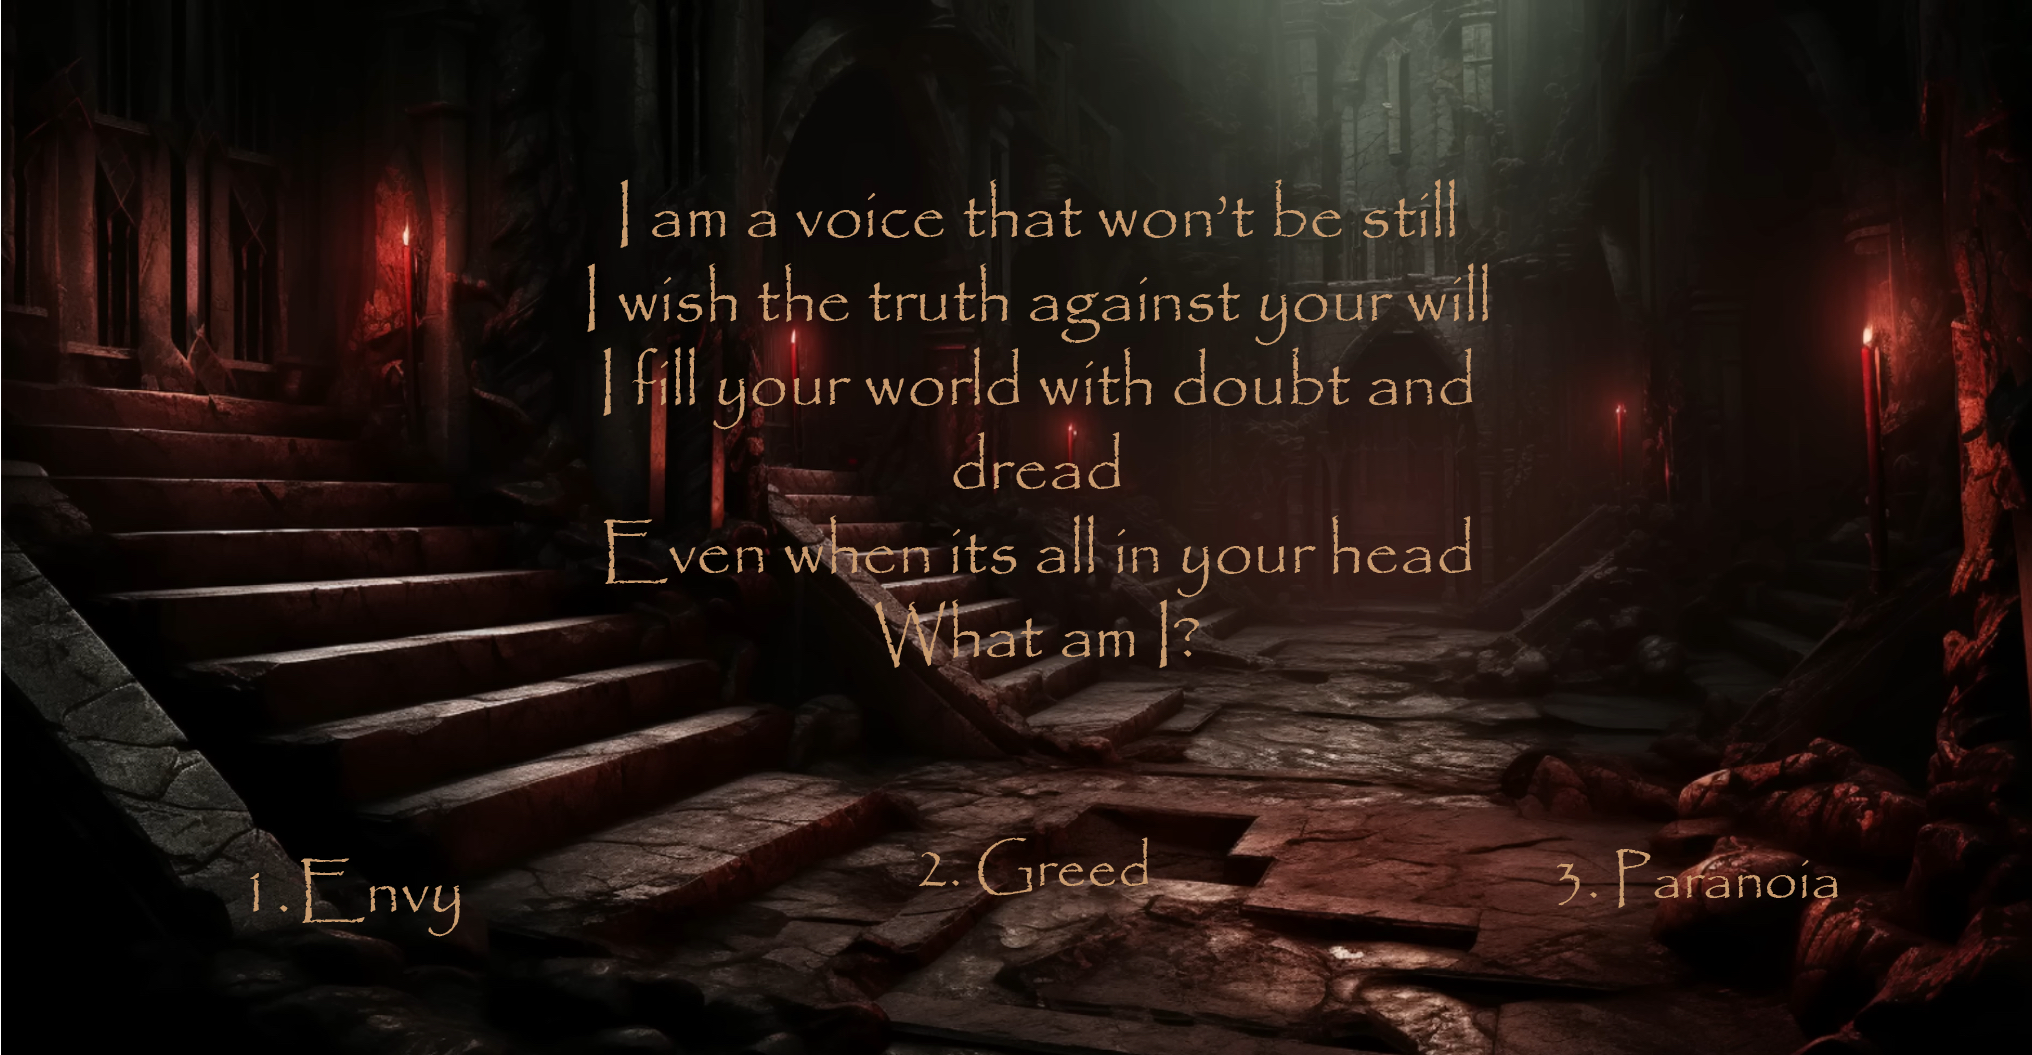 I am a voice that won't be still
I wish the truth against your will
I fill your world with doubt and
dread
Even when its all in your head
What am I?
1. Envy
2. Greed
3. Paranoia